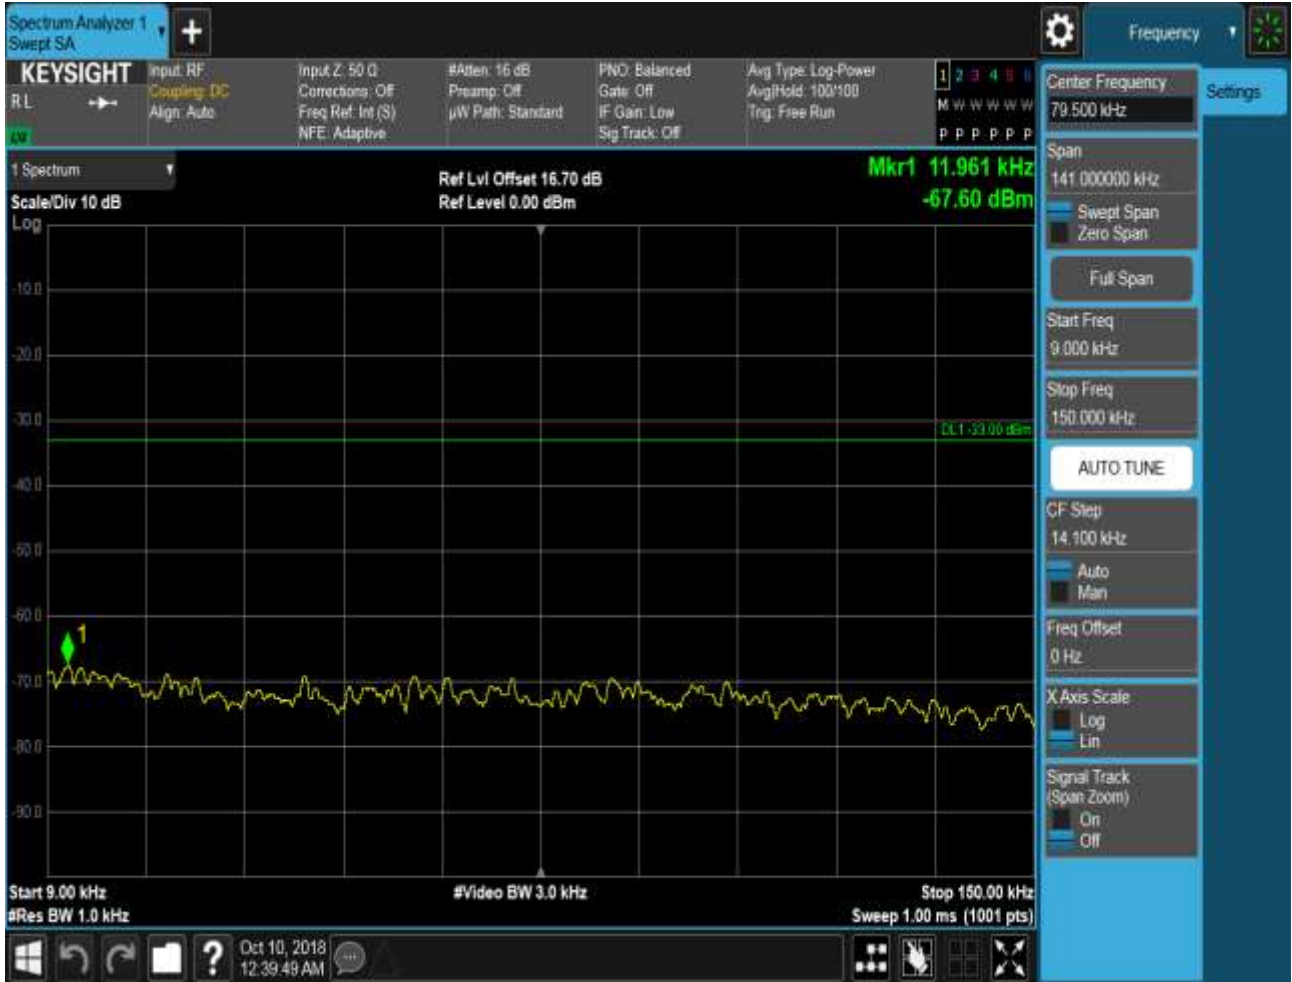 Spectrum Analyzer 1
Swept SA
+
Frequency
KEYSIGHT
R L
Input: RF
Coupling: DC
Align: Auto
Input Z: 50 Ω
Corrections: Off
Freq Ref: Int (S)
NFE: Adaptive
#Atten: 16 dB
Preamp: Off
µW Path: Standard
PNO: Balanced
Gate: Off
IF Gain: Low
Sig Track: Off
Avg Type: Log-Power
Avg|Hold: 100/100
Trig: Free Run
1 2 3 4 5 6
M W W W W W
P P P P P P
1 Spectrum
Scale/Div 10 dB
Log
Ref Lvl Offset 16.70 dB
Ref Level 0.00 dBm
Mkr1 11.961 kHz
-67.60 dBm
-10.0
-20.0
-30.0
DL1 -33.00 dBm
-40.0
-50.0
-60.0
1
-70.0
-80.0
-90.0
Start 9.00 kHz
#Res BW 1.0 kHz
#Video BW 3.0 kHz
Stop 150.00 kHz
Sweep 1.00 ms (1001 pts)
Center Frequency
79.500 kHz
Settings
Span
141.000000 kHz
Swept Span
Zero Span
Full Span
Start Freq
9.000 kHz
Stop Freq
150.000 kHz
AUTO TUNE
CF Step
14.100 kHz
Auto
Man
Freq Offset
0 Hz
X Axis Scale
Log
Lin
Signal Track
(Span Zoom)
On
Off
?
Oct 10, 2018
12:39:49 AM